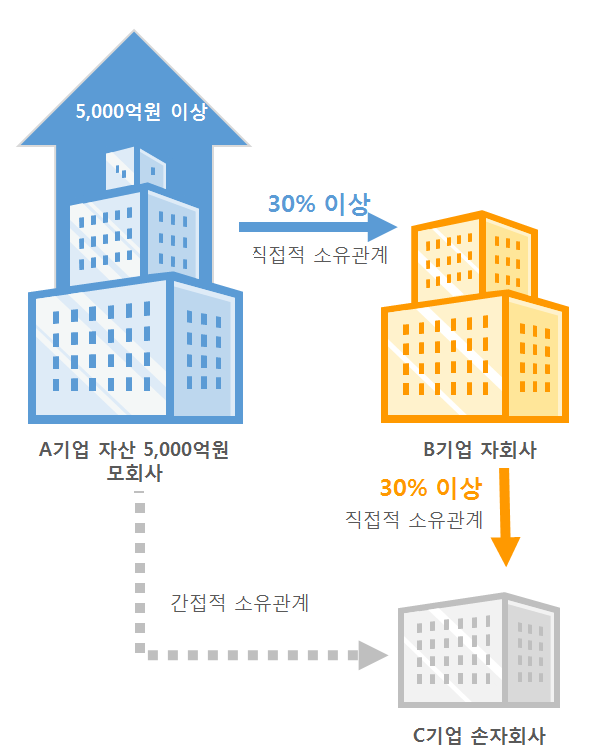 5,000억원 이상
30% 이상
직접적 소유관계
A기업 자산 5,000억원
모회사
B기업 자회사
30% 이상
직접적 소유관계
간접적 소유관계
C기업 손자회사